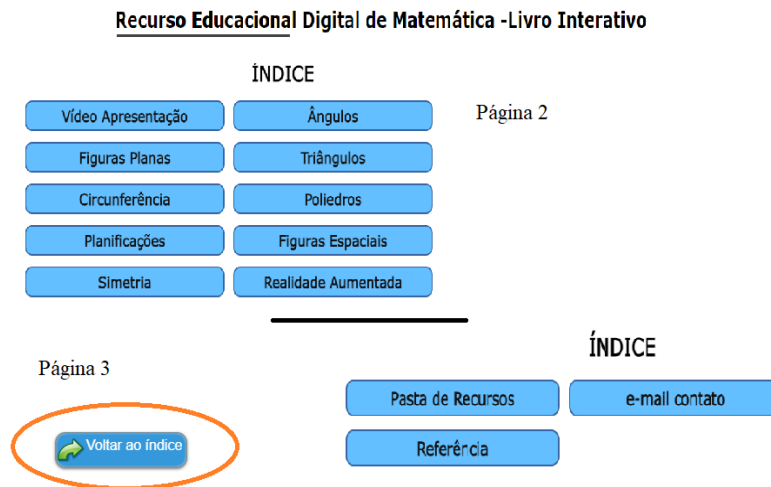 Recurso Educacional Digital de Matemática -Livro Interativo
ÍNDICE
Vídeo Apresentação
Ângulos
Página 2
Figuras Planas
Triângulos
Circunferência
Poliedros
Planificações
Figuras Espaciais
Simetria
Realidade Aumentada
ÍNDICE
Página 3
Pasta de Recursos
e-mail contato
Voltar ao índice
Referência